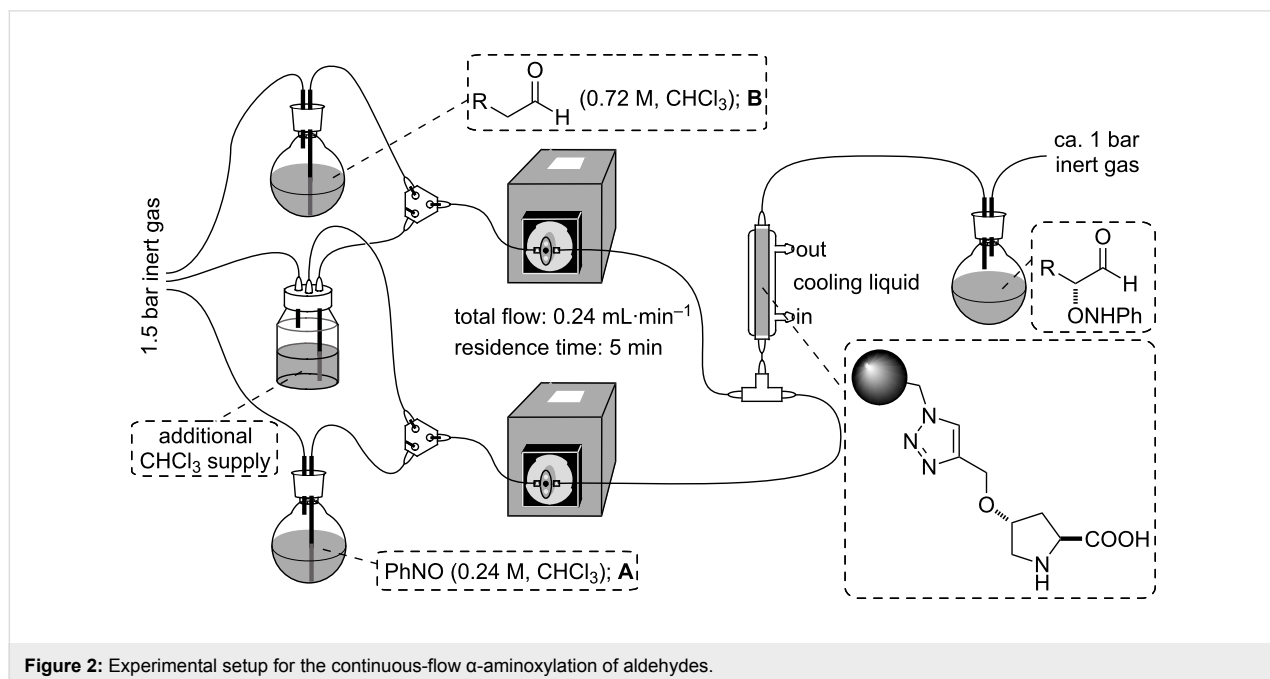 O
R
H
(0.72 M, CHCl₃); B
1.5 bar inert gas
ca. 1 bar
inert gas
out
cooling liquid
in
total flow: 0.24 mL·min⁻¹
residence time: 5 min
O
R
H
ONHPh
additional
CHCl₃ supply
N
N
N
O
COOH
N
H
PhNO (0.24 M, CHCl₃); A
Figure 2: Experimental setup for the continuous-flow α-aminoxylation of aldehydes.